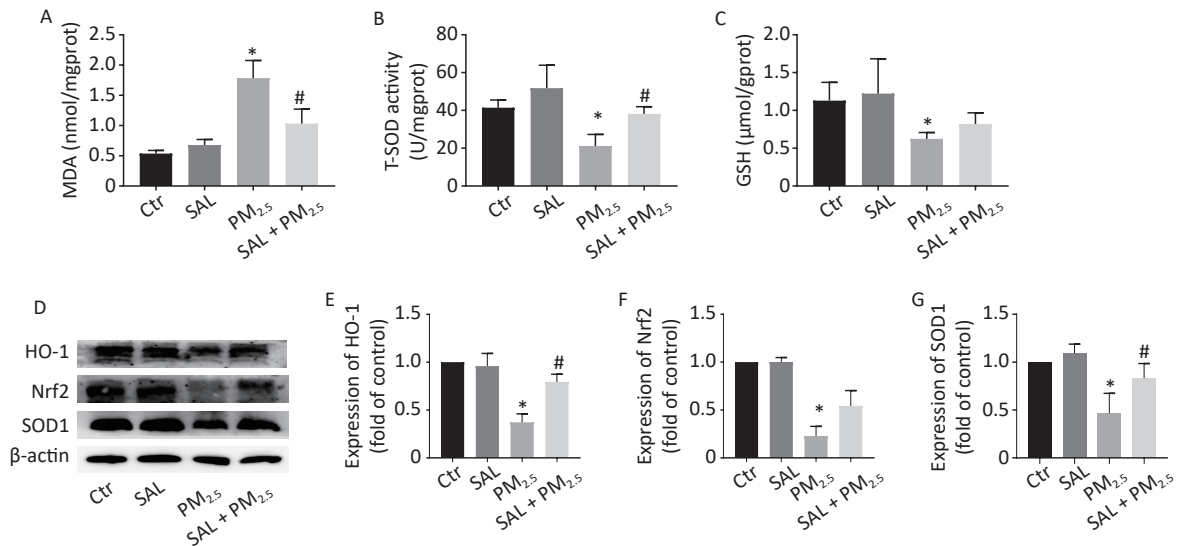 A
MDA (nmol/mgprot)
2.5
2.0
1.5
1.0
0.5
0
*
#
Ctr
SAL
PM2.5
SAL + PM2.5
B
T-SOD activity
(U/mgprot)
80
60
40
20
0
*
#
Ctr
SAL
PM2.5
SAL + PM2.5
C
GSH (μmol/gprot)
2.0
1.5
1.0
0.5
0
*
Ctr
SAL
PM2.5
SAL + PM2.5
D
HO-1
Nrf2
SOD1
β-actin
Ctr
SAL
PM2.5
SAL + PM2.5
E
Expression of HO-1
(fold of control)
1.5
1.0
0.5
0
*
#
Ctr
SAL
PM2.5
SAL + PM2.5
F
Expression of Nrf2
(fold of control)
1.5
1.0
0.5
0
*
Ctr
SAL
PM2.5
SAL + PM2.5
G
Expression of SOD1
(fold of control)
1.5
1.0
0.5
0
*
#
Ctr
SAL
PM2.5
SAL + PM2.5